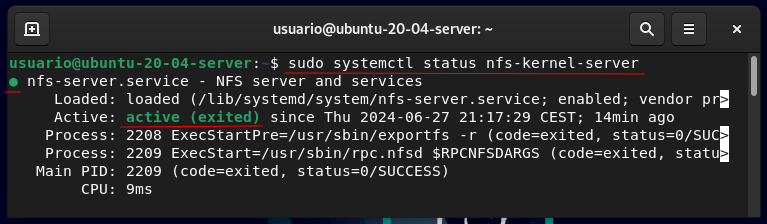 usuario@ubuntu-20-04-server: ~
usuario@ubuntu-20-04-server:~$ sudo systemctl status nfs-kernel-server
● nfs-server.service - NFS server and services
Loaded: loaded (/lib/systemd/system/nfs-server.service; enabled; vendor pr>
Active: active (exited) since Thu 2024-06-27 21:17:29 CEST; 14min ago
Process: 2208 ExecStartPre=/usr/sbin/exportfs -r (code=exited, status=0/SUC>
Process: 2209 ExecStart=/usr/sbin/rpc.nfsd $RPCNFSDARGS (code=exited, statu>
Main PID: 2209 (code=exited, status=0/SUCCESS)
CPU: 9ms